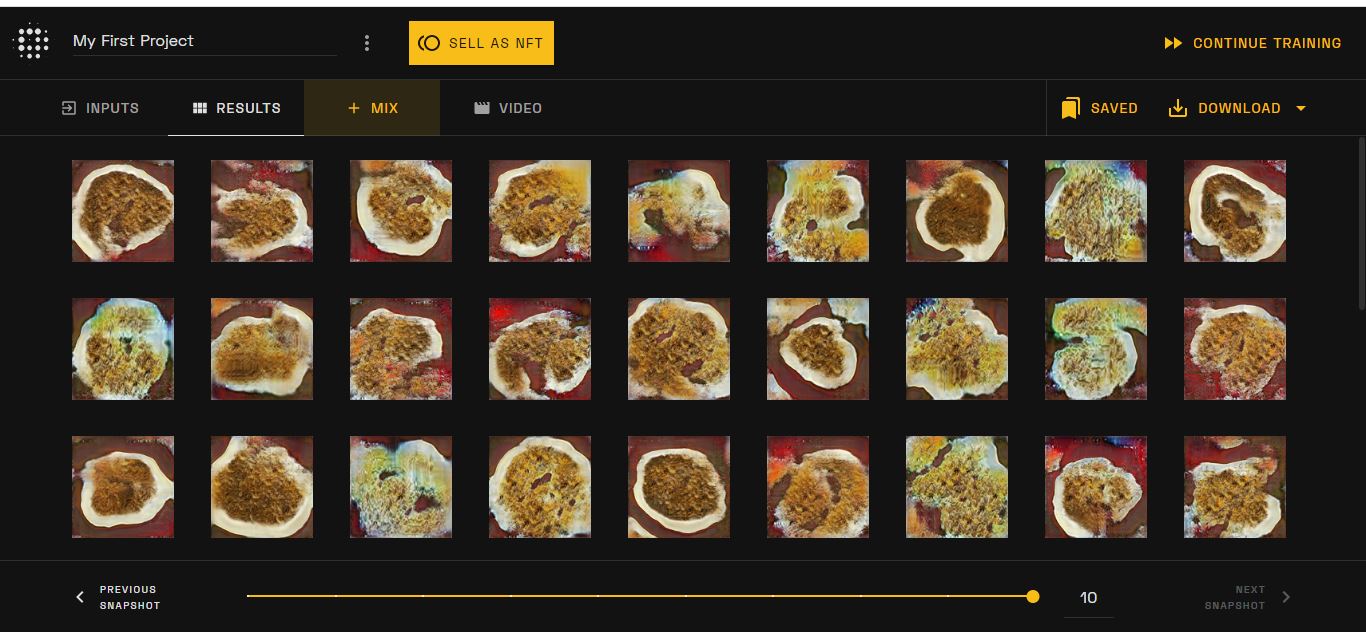 My First Project
SELL AS NFT
CONTINUE TRAINING
INPUTS
RESULTS
MIX
VIDEO
SAVED
DOWNLOAD
PREVIOUS
SNAPSHOT
10
NEXT
SNAPSHOT